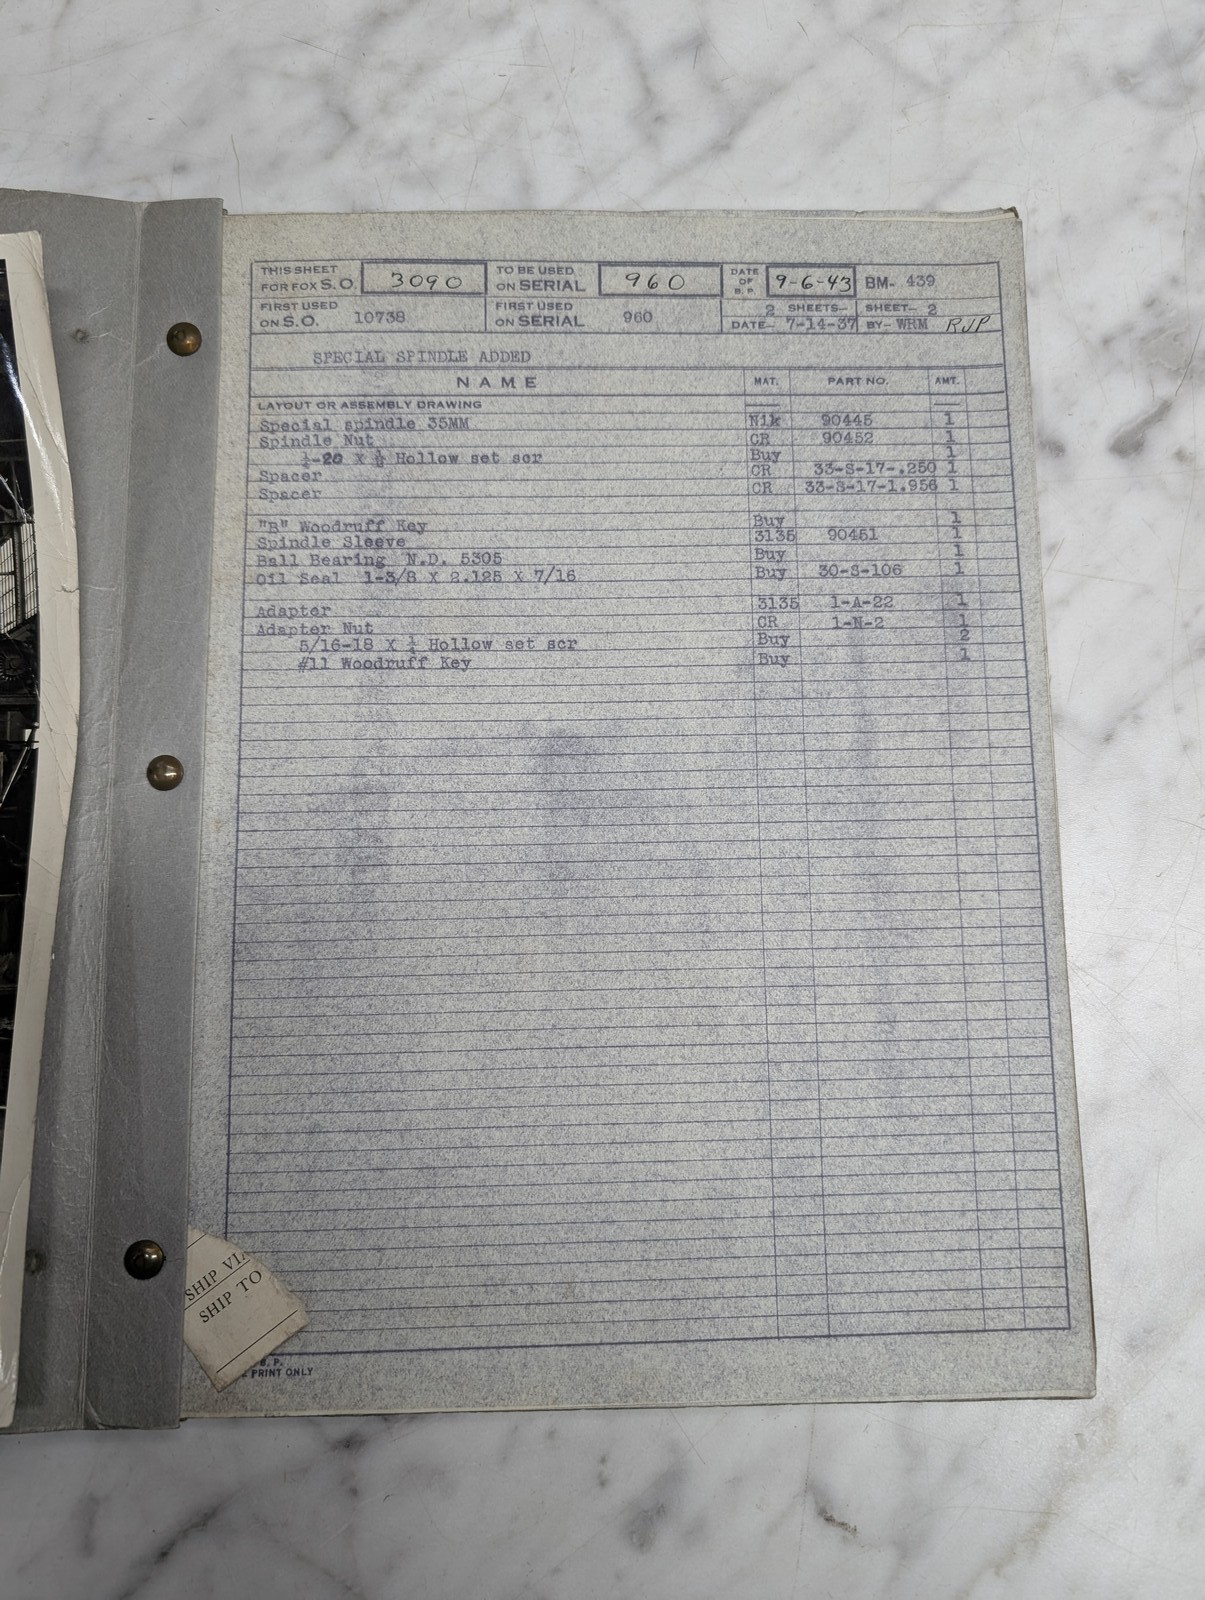 THIS SHEET FOR FOX S.O. 3090 TO BE USED ON SERIAL 960 DATE OF B.P. 9-6-43 BM- 439
FIRST USED ON S.O. 10738 FIRST USED ON SERIAL 960 2 SHEETS- SHEET- 2
DATE- 7-14-37 BY- WRM RJP
SPECIAL SPINDLE ADDED
NAME MAT. PART NO. AMT.
LAYOUT OR ASSEMBLY DRAWING
Special spindle 35MM Nik 90445 1
Spindle Nut CR 90452 1
¼-20 X Hollow set scr Buy 1
Spacer CR 33-S-17-.250 1
Spacer CR 33-S-17-1.956 1
"B" Woodruff Key Buy 1
Spindle Sleeve 3135 90451 1
Ball Bearing N.D. 5305 Buy 1
Oil Seal 1-3/8 X 2.125 X 7/16 Buy 30-S-106 1
Adapter 3135 1-A-22 1
Adapter Nut CR 1-N-2 1
5/16-18 X Hollow set scr Buy 2
#11 Woodruff Key Buy 1
SHIP VIA
SHIP TO
B. P.
PRINT ONLY